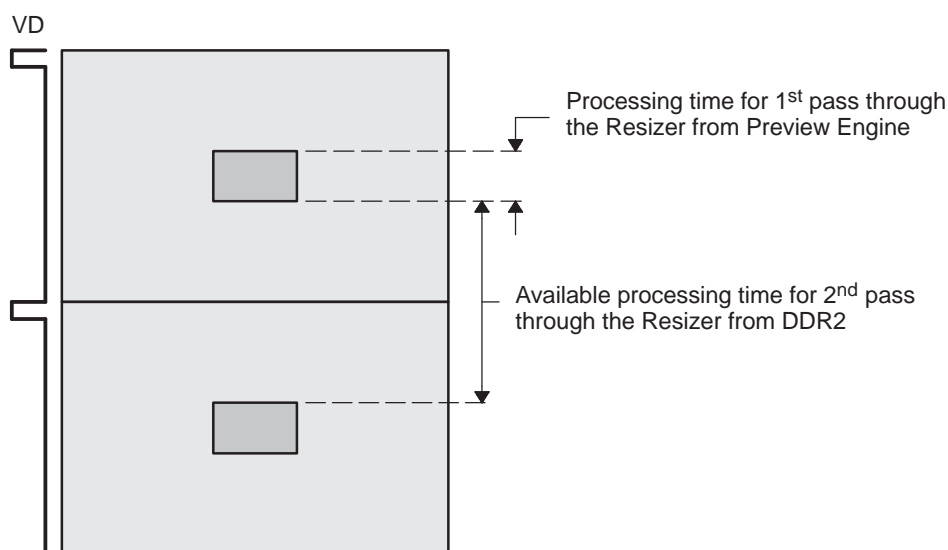 VD
Processing time for 1st pass through
the Resizer from Preview Engine
Available processing time for 2nd pass
through the Resizer from DDR2